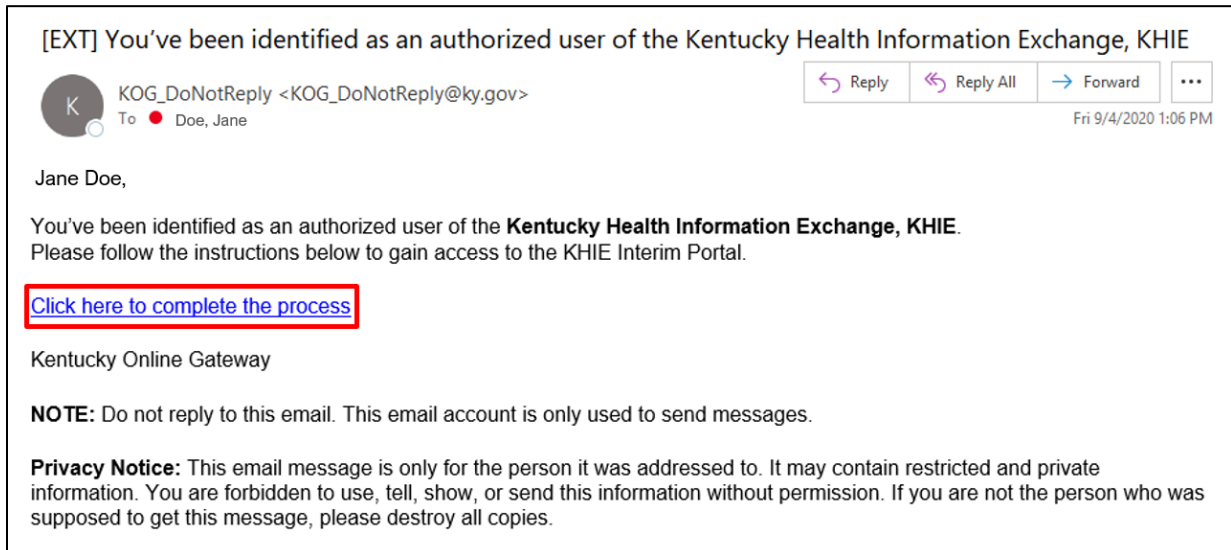 [EXT] You've been identified as an authorized user of the Kentucky Health Information Exchange, KHIE
K
KOG_DoNotReply <KOG_DoNotReply@ky.gov>
To Doe, Jane
Reply Reply All Forward ...
Fri 9/4/2020 1:06 PM
Jane Doe,
You've been identified as an authorized user of the Kentucky Health Information Exchange, KHIE.
Please follow the instructions below to gain access to the KHIE Interim Portal.
Click here to complete the process
Kentucky Online Gateway
NOTE: Do not reply to this email. This email account is only used to send messages.
Privacy Notice: This email message is only for the person it was addressed to. It may contain restricted and private
information. You are forbidden to use, tell, show, or send this information without permission. If you are not the person who was
supposed to get this message, please destroy all copies.